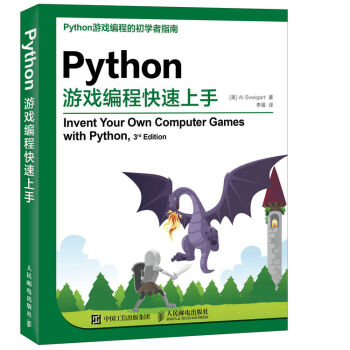 Python游戏编程的初学者指南
Python
游戏编程快速上手
[美] Al Sweigart 著
李强 译
Invent Your Own Computer Games
with Python, 3rd Edition
中国工信出版集团
人民邮电出版社
Python
游戏编程快速上手
人民邮电出版社